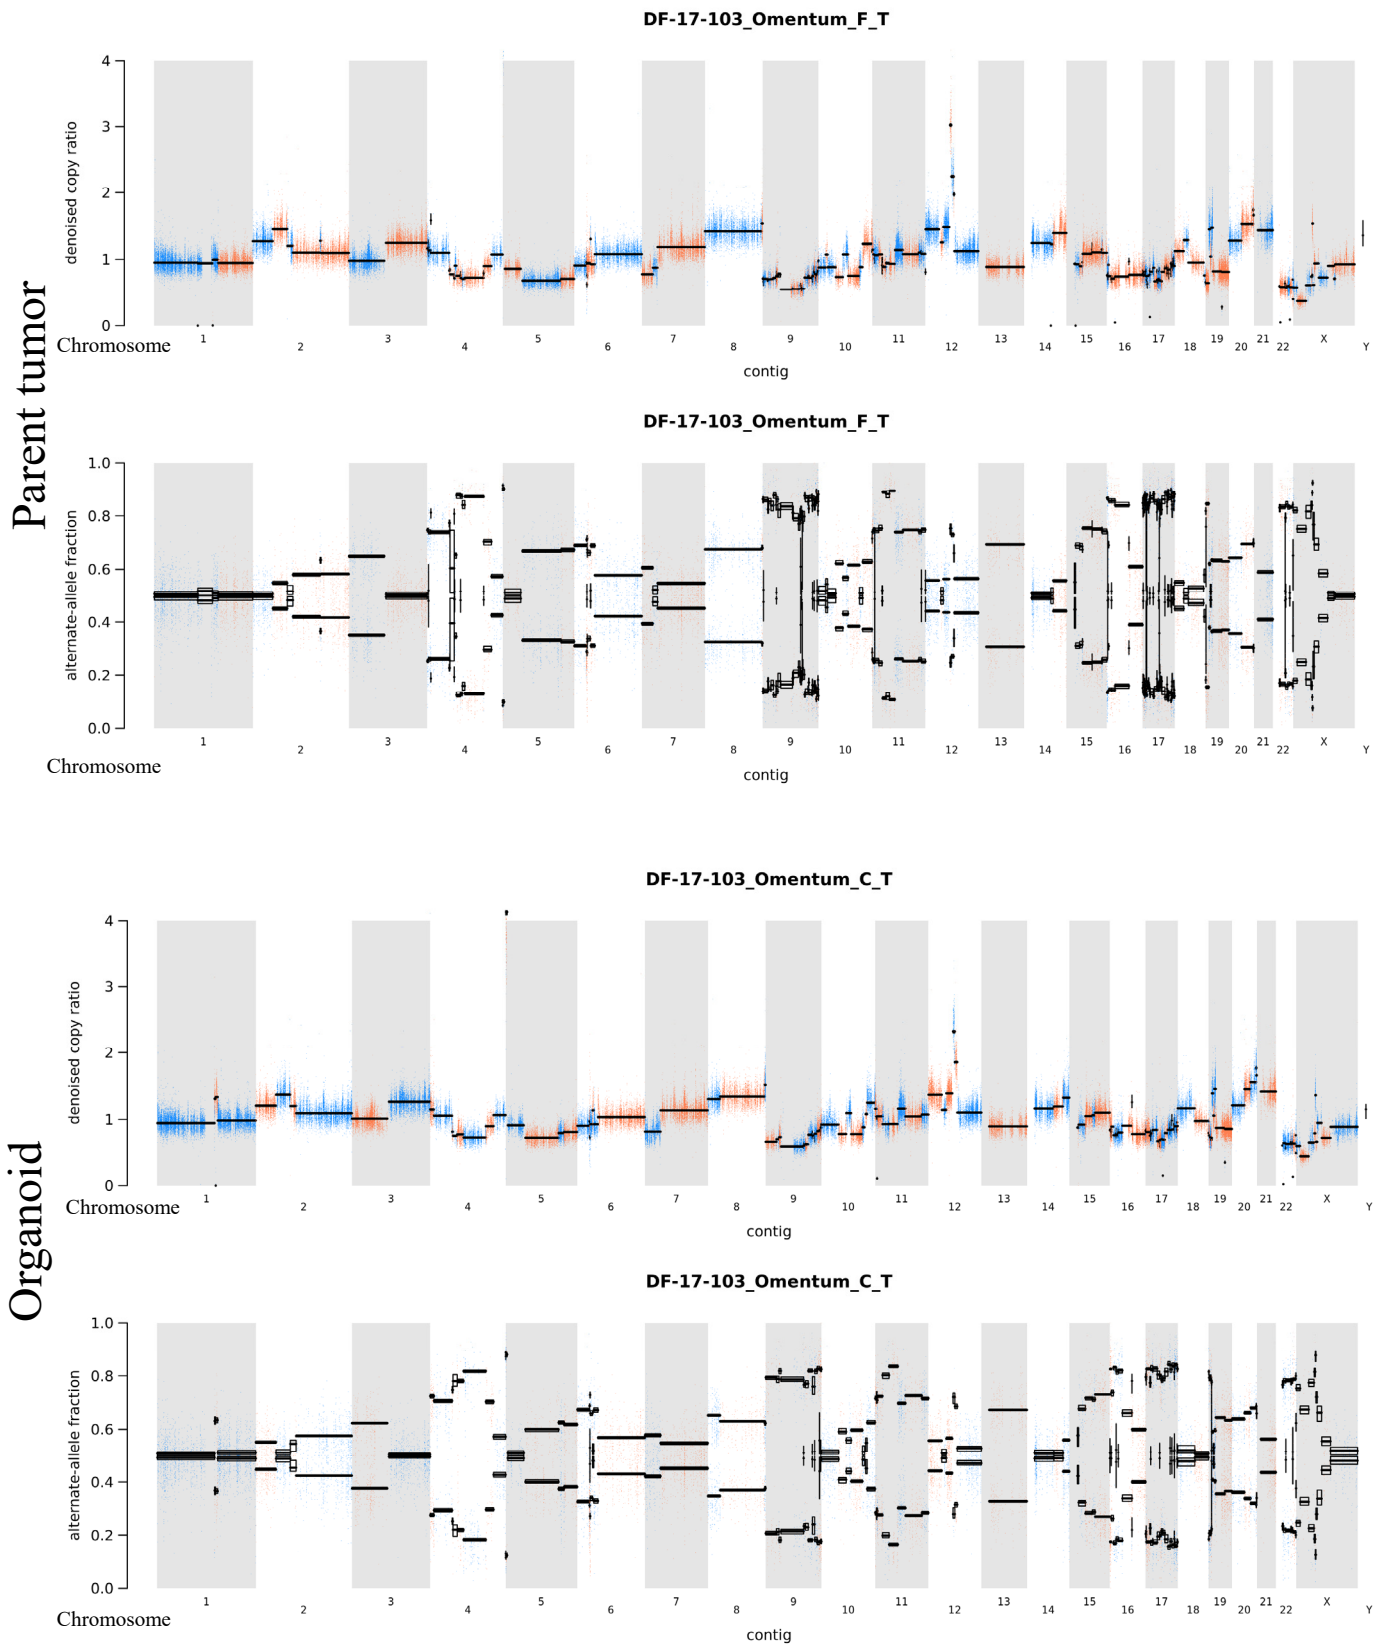 Parent tumor
DF-17-103_Omentum_F_T
denoised copy ratio
4
3
2
1
0
Chromosome
1 2 3 4 5 6 7 8 9 10 11 12 13 14 15 16 17 18 19 20 21 22 X Y
contig
DF-17-103_Omentum_F_T
alternate-allele fraction
1.0
0.8
0.6
0.4
0.2
0.0
1 2 3 4 5 6 7 8 9 10 11 12 13 14 15 16 17 18 19 20 21 22 X Y
Chromosome
contig
Organoid
DF-17-103_Omentum_C_T
denoised copy ratio
4
3
2
1
0
Chromosome
1 2 3 4 5 6 7 8 9 10 11 12 13 14 15 16 17 18 19 20 21 22 X Y
contig
DF-17-103_Omentum_C_T
alternate-allele fraction
1.0
0.8
0.6
0.4
0.2
0.0
Chromosome
1 2 3 4 5 6 7 8 9 10 11 12 13 14 15 16 17 18 19 20 21 22 X Y
contig